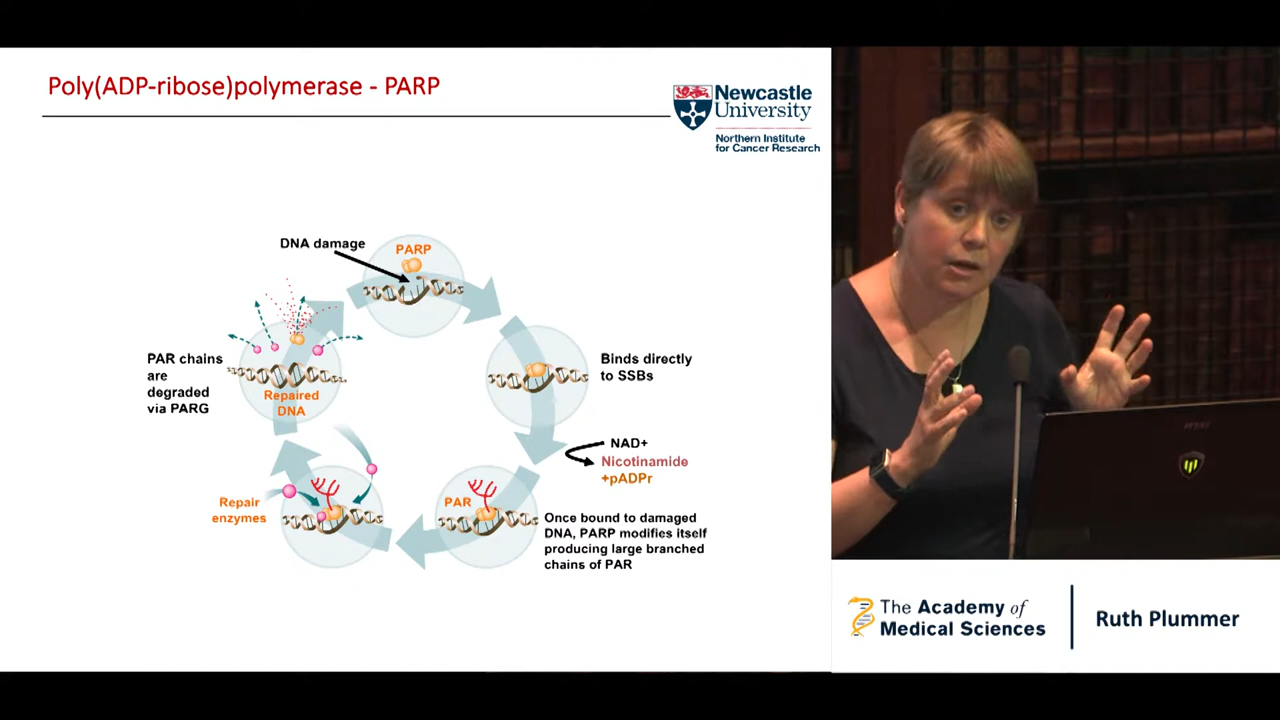 Poly(ADP-ribose)polymerase - PARP
Newcastle
University
Northern Institute
for Cancer Research
DNA damage
PARP
Binds directly
to SSBs
NAD+
Nicotinamide
+pADPr
PAR
Once bound to damaged
DNA, PARP modifies itself
producing large branched
chains of PAR
Repair
enzymes
PAR chains
are
degraded
via PARG
Repaired
DNA
The Academy of
Medical Sciences
Ruth Plummer